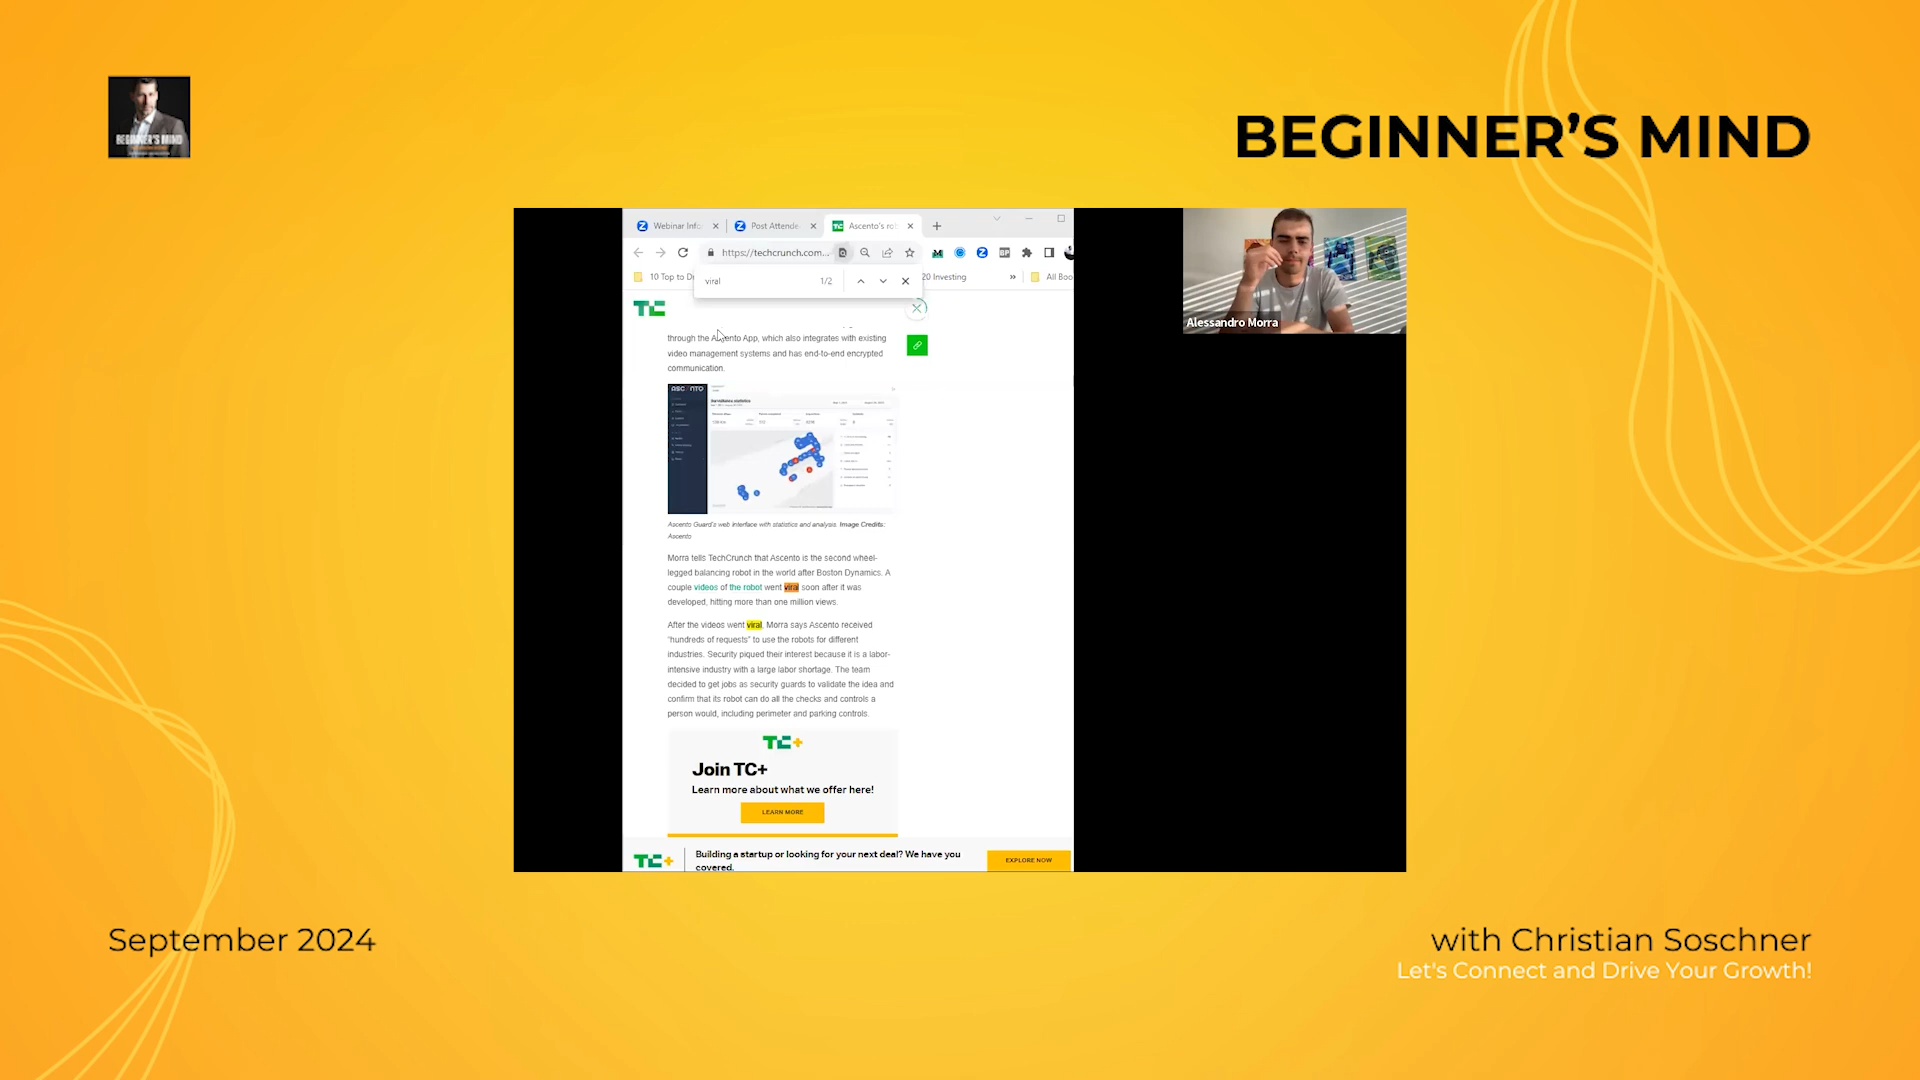 BEGINNER'S MIND
BEGINNER'S MIND
Webinar Info
Post Attende
Ascento's ro
https://techcrunch.com...
10 Top to D
20 Investing
»
All Boo
viral
1/2
TC
through the Ascento App, which also integrates with existing
video management systems and has end-to-end encrypted
communication.
ASCENTO
Ascento Guard's web interface with statistics and analysis. Image Credits:
Ascento
Morra tells TechCrunch that Ascento is the second wheel-
legged balancing robot in the world after Boston Dynamics. A
couple videos of the robot went viral soon after it was
developed, hitting more than one million views.
After the videos went viral, Morra says Ascento received
"hundreds of requests" to use the robots for different
industries. Security piqued their interest because it is a labor-
intensive industry with a large labor shortage. The team
decided to get jobs as security guards to validate the idea and
confirm that its robot can do all the checks and controls a
person would, including perimeter and parking controls.
TC+
Join TC+
Learn more about what we offer here!
LEARN MORE
TC+
Building a startup or looking for your next deal? We have you
covered.
EXPLORE NOW
Alessandro Morra
September 2024
with Christian Soschner
Let's Connect and Drive Your Growth!